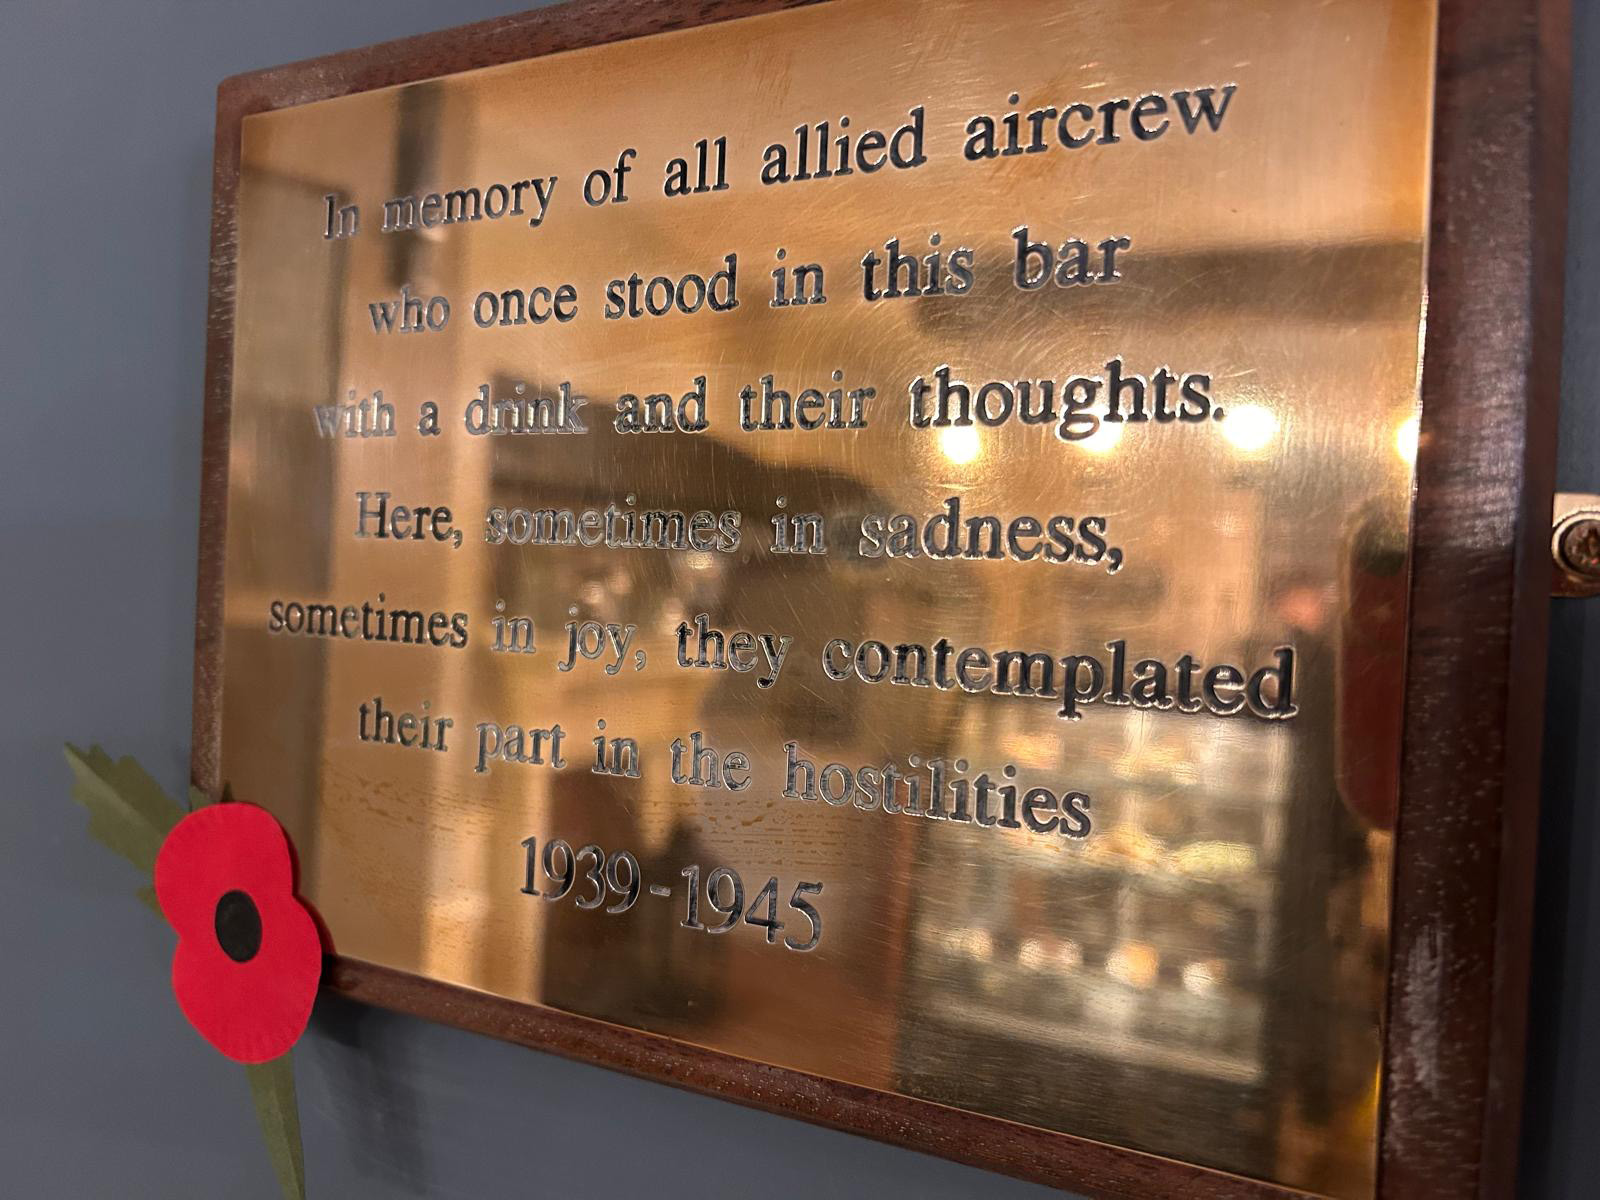 In memory of all allied aircrew
who once stood in this bar
with a drink and their thoughts.
Here, sometimes in sadness,
sometimes in joy, they contemplated
their part in the hostilities
1939-1945